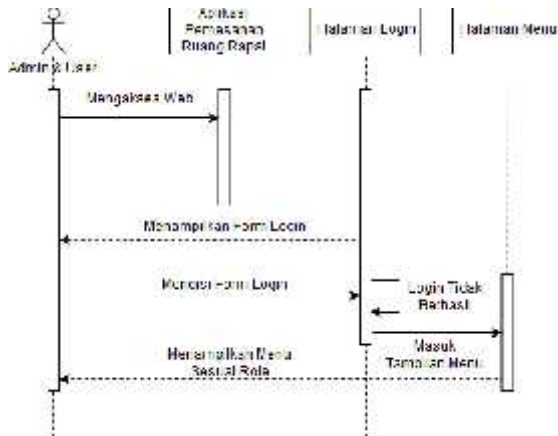 Aplikasi
Pemesanan
Ruang Rapat
Halaman Login
Halaman Menu
Admin & User
Mengakses Web
Menampilkan Form Login
Mengisi Form Login
Login Tidak
Berhasil
Masuk
Tampilan Menu
Menampilkan Menu
Sesuai Role